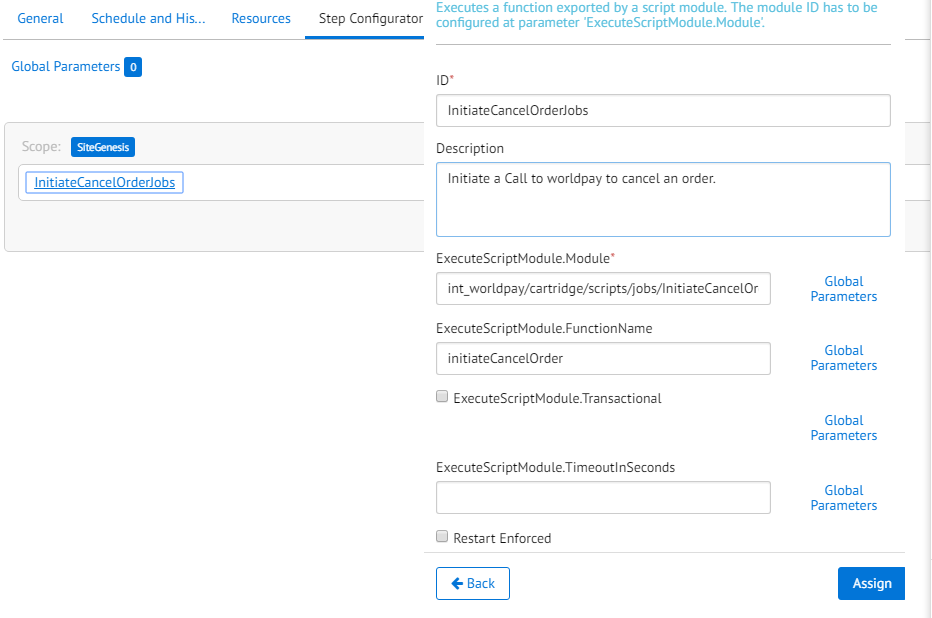 General
Schedule and His...
Resources
Step Configurator
Global Parameters 0
Scope: SiteGenesis
InitiateCancelOrderJobs
Executes a function exported by a script module. The module ID has to be
configured at parameter 'ExecuteScriptModule.Module'.
ID*
InitiateCancelOrderJobs
Description
Initiate a Call to worldpay to cancel an order.
ExecuteScriptModule.Module*
int_worldpay/cartridge/scripts/jobs/InitiateCancelOr
Global
Parameters
ExecuteScriptModule.FunctionName
initiateCancelOrder
Global
Parameters
ExecuteScriptModule.Transactional
Global
Parameters
ExecuteScriptModule.TimeoutInSeconds
Global
Parameters
Restart Enforced
Back
Assign